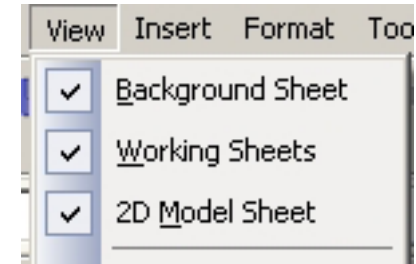 View Insert Format Too
Background Sheet
Working Sheets
2D Model Sheet